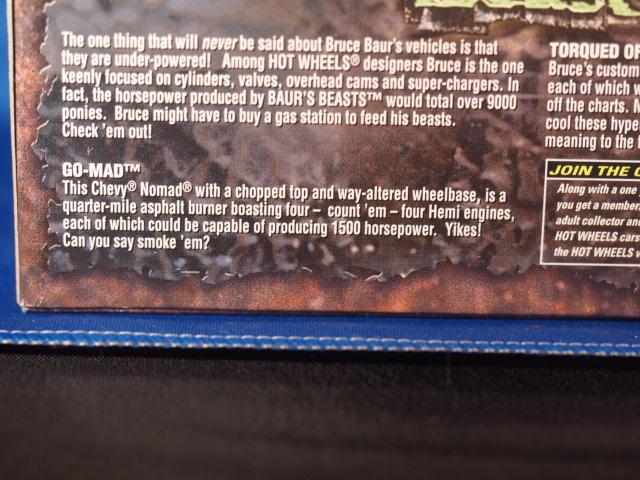 The one thing that will never be said about Bruce Baur's vehicles is that
they are under-powered! Among HOT WHEELS® designers Bruce is the one
keenly focused on cylinders, valves, overhead cams and super-chargers. In
fact, the horsepower produced by BAUR'S BEASTS™ would total over 9000
ponies. Bruce might have to buy a gas station to feed his beasts.
Check 'em out!
GO-MAD™
This Chevy® Nomad® with a chopped top and way-altered wheelbase, is a
quarter-mile asphalt burner boasting four – count 'em – four Hemi engines,
each of which could be capable of producing 1500 horsepower. Yikes!
Can you say smoke 'em?
TORQUED OF
Bruce's custom
each of which w
off the charts. M
cool these hype
meaning to the t
JOIN THE
Along with a one
you get a members
adult collector and
HOT WHEELS cars
the HOT WHEELS